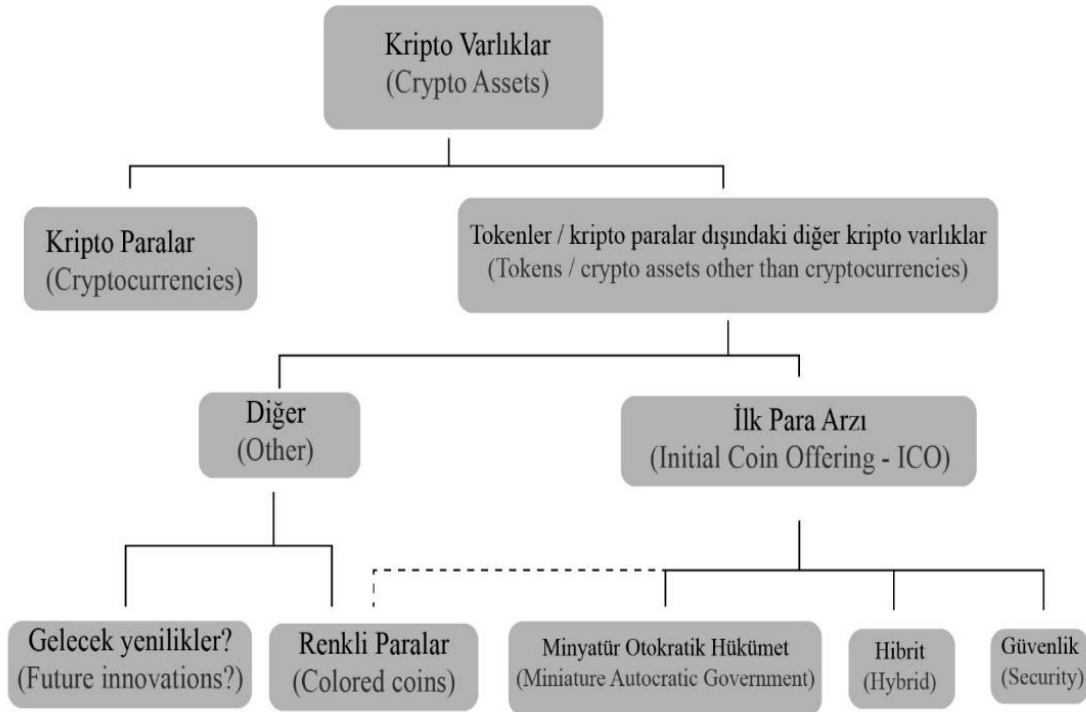 Kripto Varlıklar
(Crypto Assets)
Kripto Paralar
(Cryptocurrencies)
Tokenler / kripto paralar dışındaki diğer kripto varlıklar
(Tokens / crypto assets other than cryptocurrencies)
Diğer
(Other)
İlk Para Arzı
(Initial Coin Offering - ICO)
Gelecek yenilikler?
(Future innovations?)
Renkli Paralar
(Colored coins)
Minyatür Otokratik Hükümet
(Miniature Autocratic Government)
Hibrit
(Hybrid)
Güvenlik
(Security)